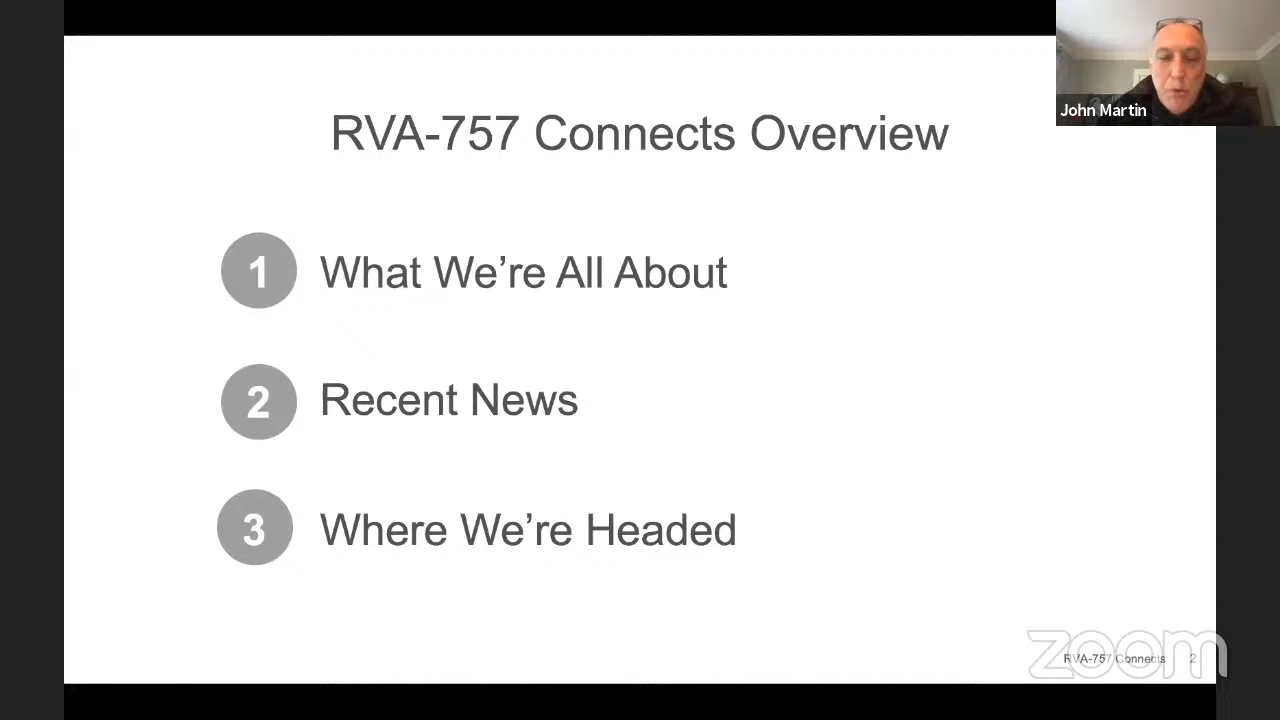 John Martin
RVA-757 Connects Overview
1 What We’re All About
2 Recent News
3 Where We’re Headed
RVA-757 Connects 2
zoom